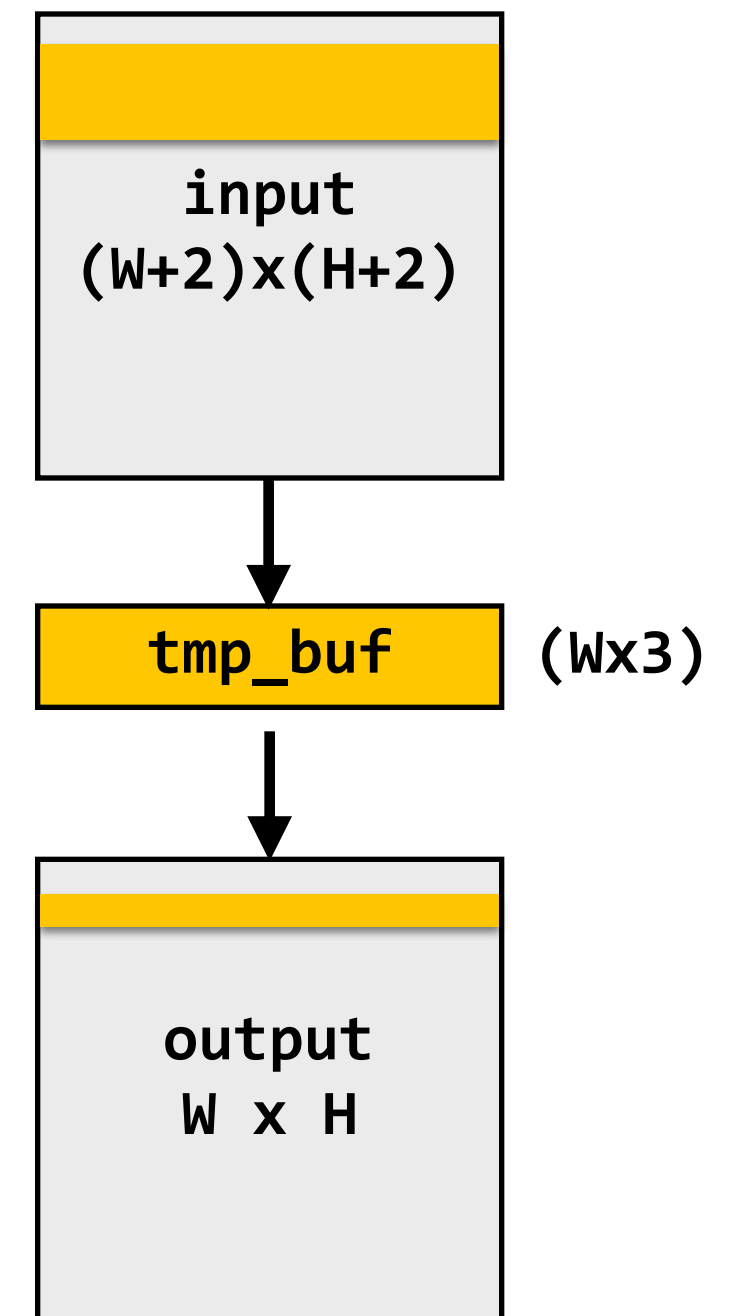 input
(W+2)x(H+2)
tmp_buf
(Wx3)
output
W x H